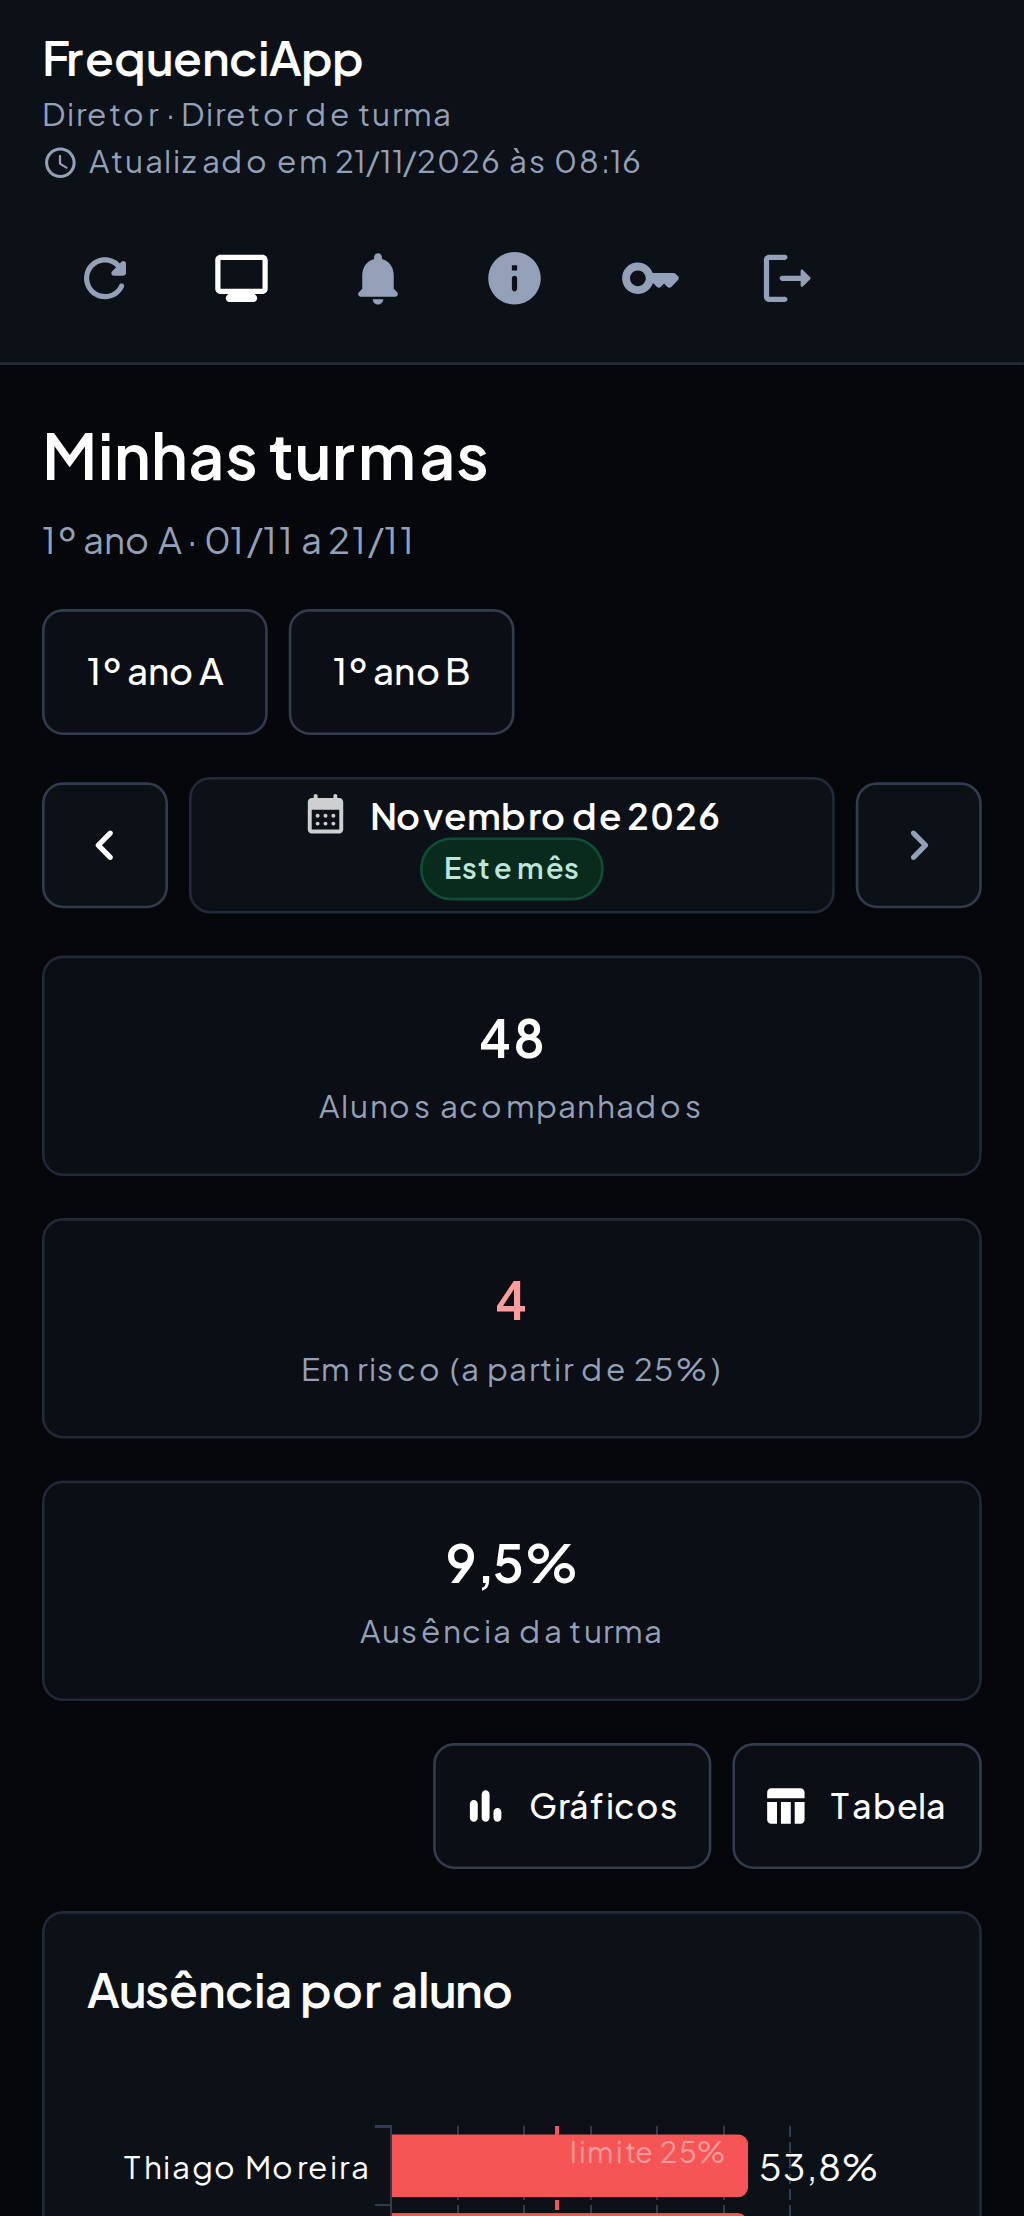 FrequenciApp
Diretor · Diretor de turma
Atualizado em 21/11/2026 às 08:16
Minhas turmas
1º ano A · 01/11 a 21/11
1º ano A
1º ano B
Novembro de 2026
Este mês
48
Alunos acompanhados
4
Em risco (a partir de 25%)
9,5%
Ausência da turma
Gráficos
Tabela
Ausência por aluno
limite 25%
Thiago Moreira 53,8%